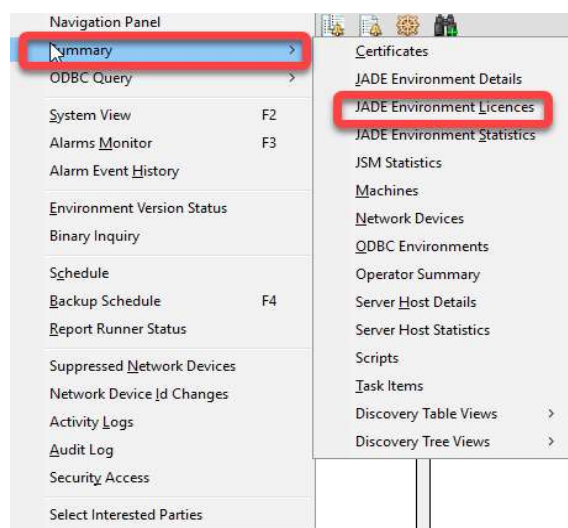 Navigation Panel
Summary >
ODBC Query >
System View F2
Alarms Monitor F3
Alarm Event History
Environment Version Status
Binary Inquiry
Schedule
Backup Schedule F4
Report Runner Status
Suppressed Network Devices
Network Device Id Changes
Activity Logs
Audit Log
Security Access
Select Interested Parties
Certificates
JADE Environment Details
JADE Environment Licences
JADE Environment Statistics
JSM Statistics
Machines
Network Devices
ODBC Environments
Operator Summary
Server Host Details
Server Host Statistics
Scripts
Task Items
Discovery Table Views >
Discovery Tree Views >